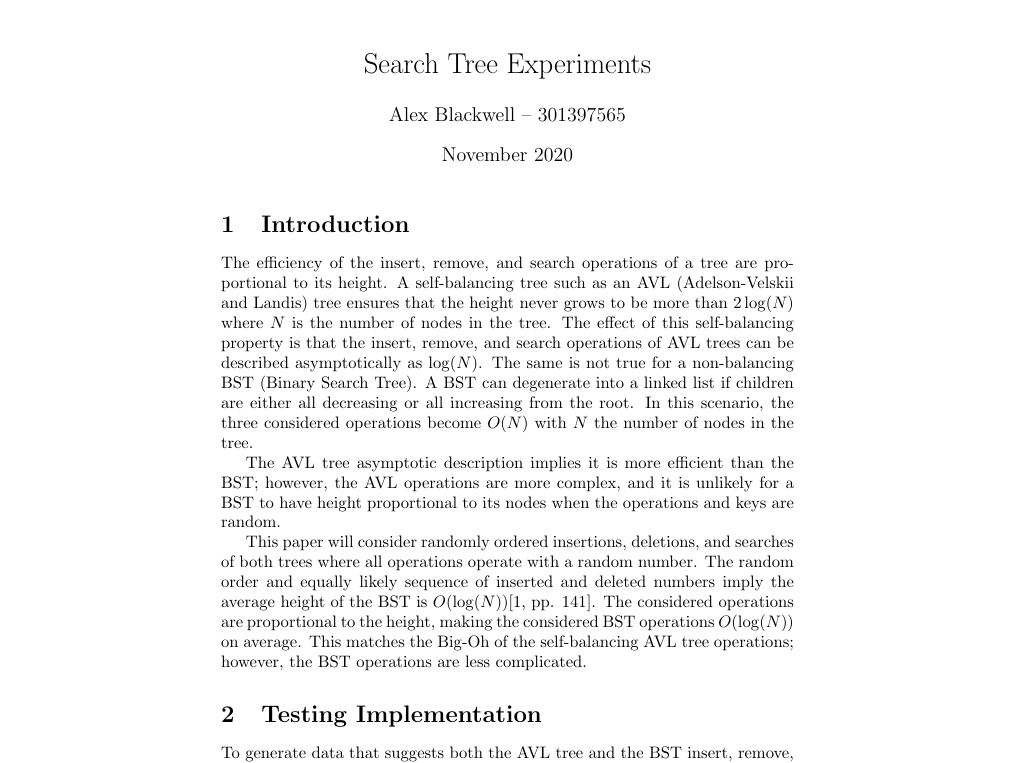 Search Tree Experiments
Alex Blackwell – 301397565
November 2020
1 Introduction
The efficiency of the insert, remove, and search operations of a tree are pro-
portional to its height. A self-balancing tree such as an AVL (Adelson-Velskii
and Landis) tree ensures that the height never grows to be more than 2 log(N)
where N is the number of nodes in the tree. The effect of this self-balancing
property is that the insert, remove, and search operations of AVL trees can be
described asymptotically as log(N). The same is not true for a non-balancing
BST (Binary Search Tree). A BST can degenerate into a linked list if children
are either all decreasing or all increasing from the root. In this scenario, the
three considered operations become O(N) with N the number of nodes in the
tree.
The AVL tree asymptotic description implies it is more efficient than the
BST; however, the AVL operations are more complex, and it is unlikely for a
BST to have height proportional to its nodes when the operations and keys are
random.
This paper will consider randomly ordered insertions, deletions, and searches
of both trees where all operations operate with a random number. The random
order and equally likely sequence of inserted and deleted numbers imply the
average height of the BST is O(log(N))[1, pp. 141]. The considered operations
are proportional to the height, making the considered BST operations O(log(N))
on average. This matches the Big-Oh of the self-balancing AVL tree operations;
however, the BST operations are less complicated.
2 Testing Implementation
To generate data that suggests both the AVL tree and the BST insert, remove,